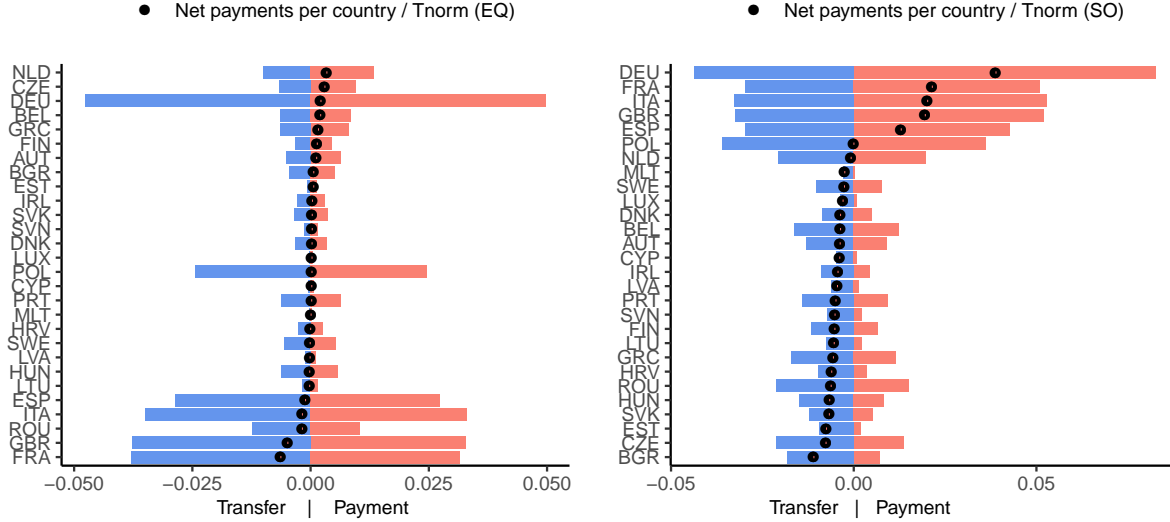 Net payments per country / Tnorm (EQ)
NLD
CZE
DEU
BEL
GRC
FIN
AUT
BGR
EST
IRL
SVK
SVN
DNK
LUX
POL
CYP
PRT
MLT
HRV
SWE
LVA
HUN
LTU
ESP
ITA
ROU
GBR
FRA
-0.050 -0.025 0.000 0.025 0.050
Transfer | Payment
Net payments per country / Tnorm (SO)
DEU
FRA
ITA
GBR
ESP
POL
NLD
MLT
SWE
LUX
DNK
BEL
AUT
CYP
IRL
LVA
PRT
SVN
FIN
LTU
GRC
HRV
ROU
HUN
SVK
EST
CZE
BGR
-0.05 0.00 0.05
Transfer | Payment